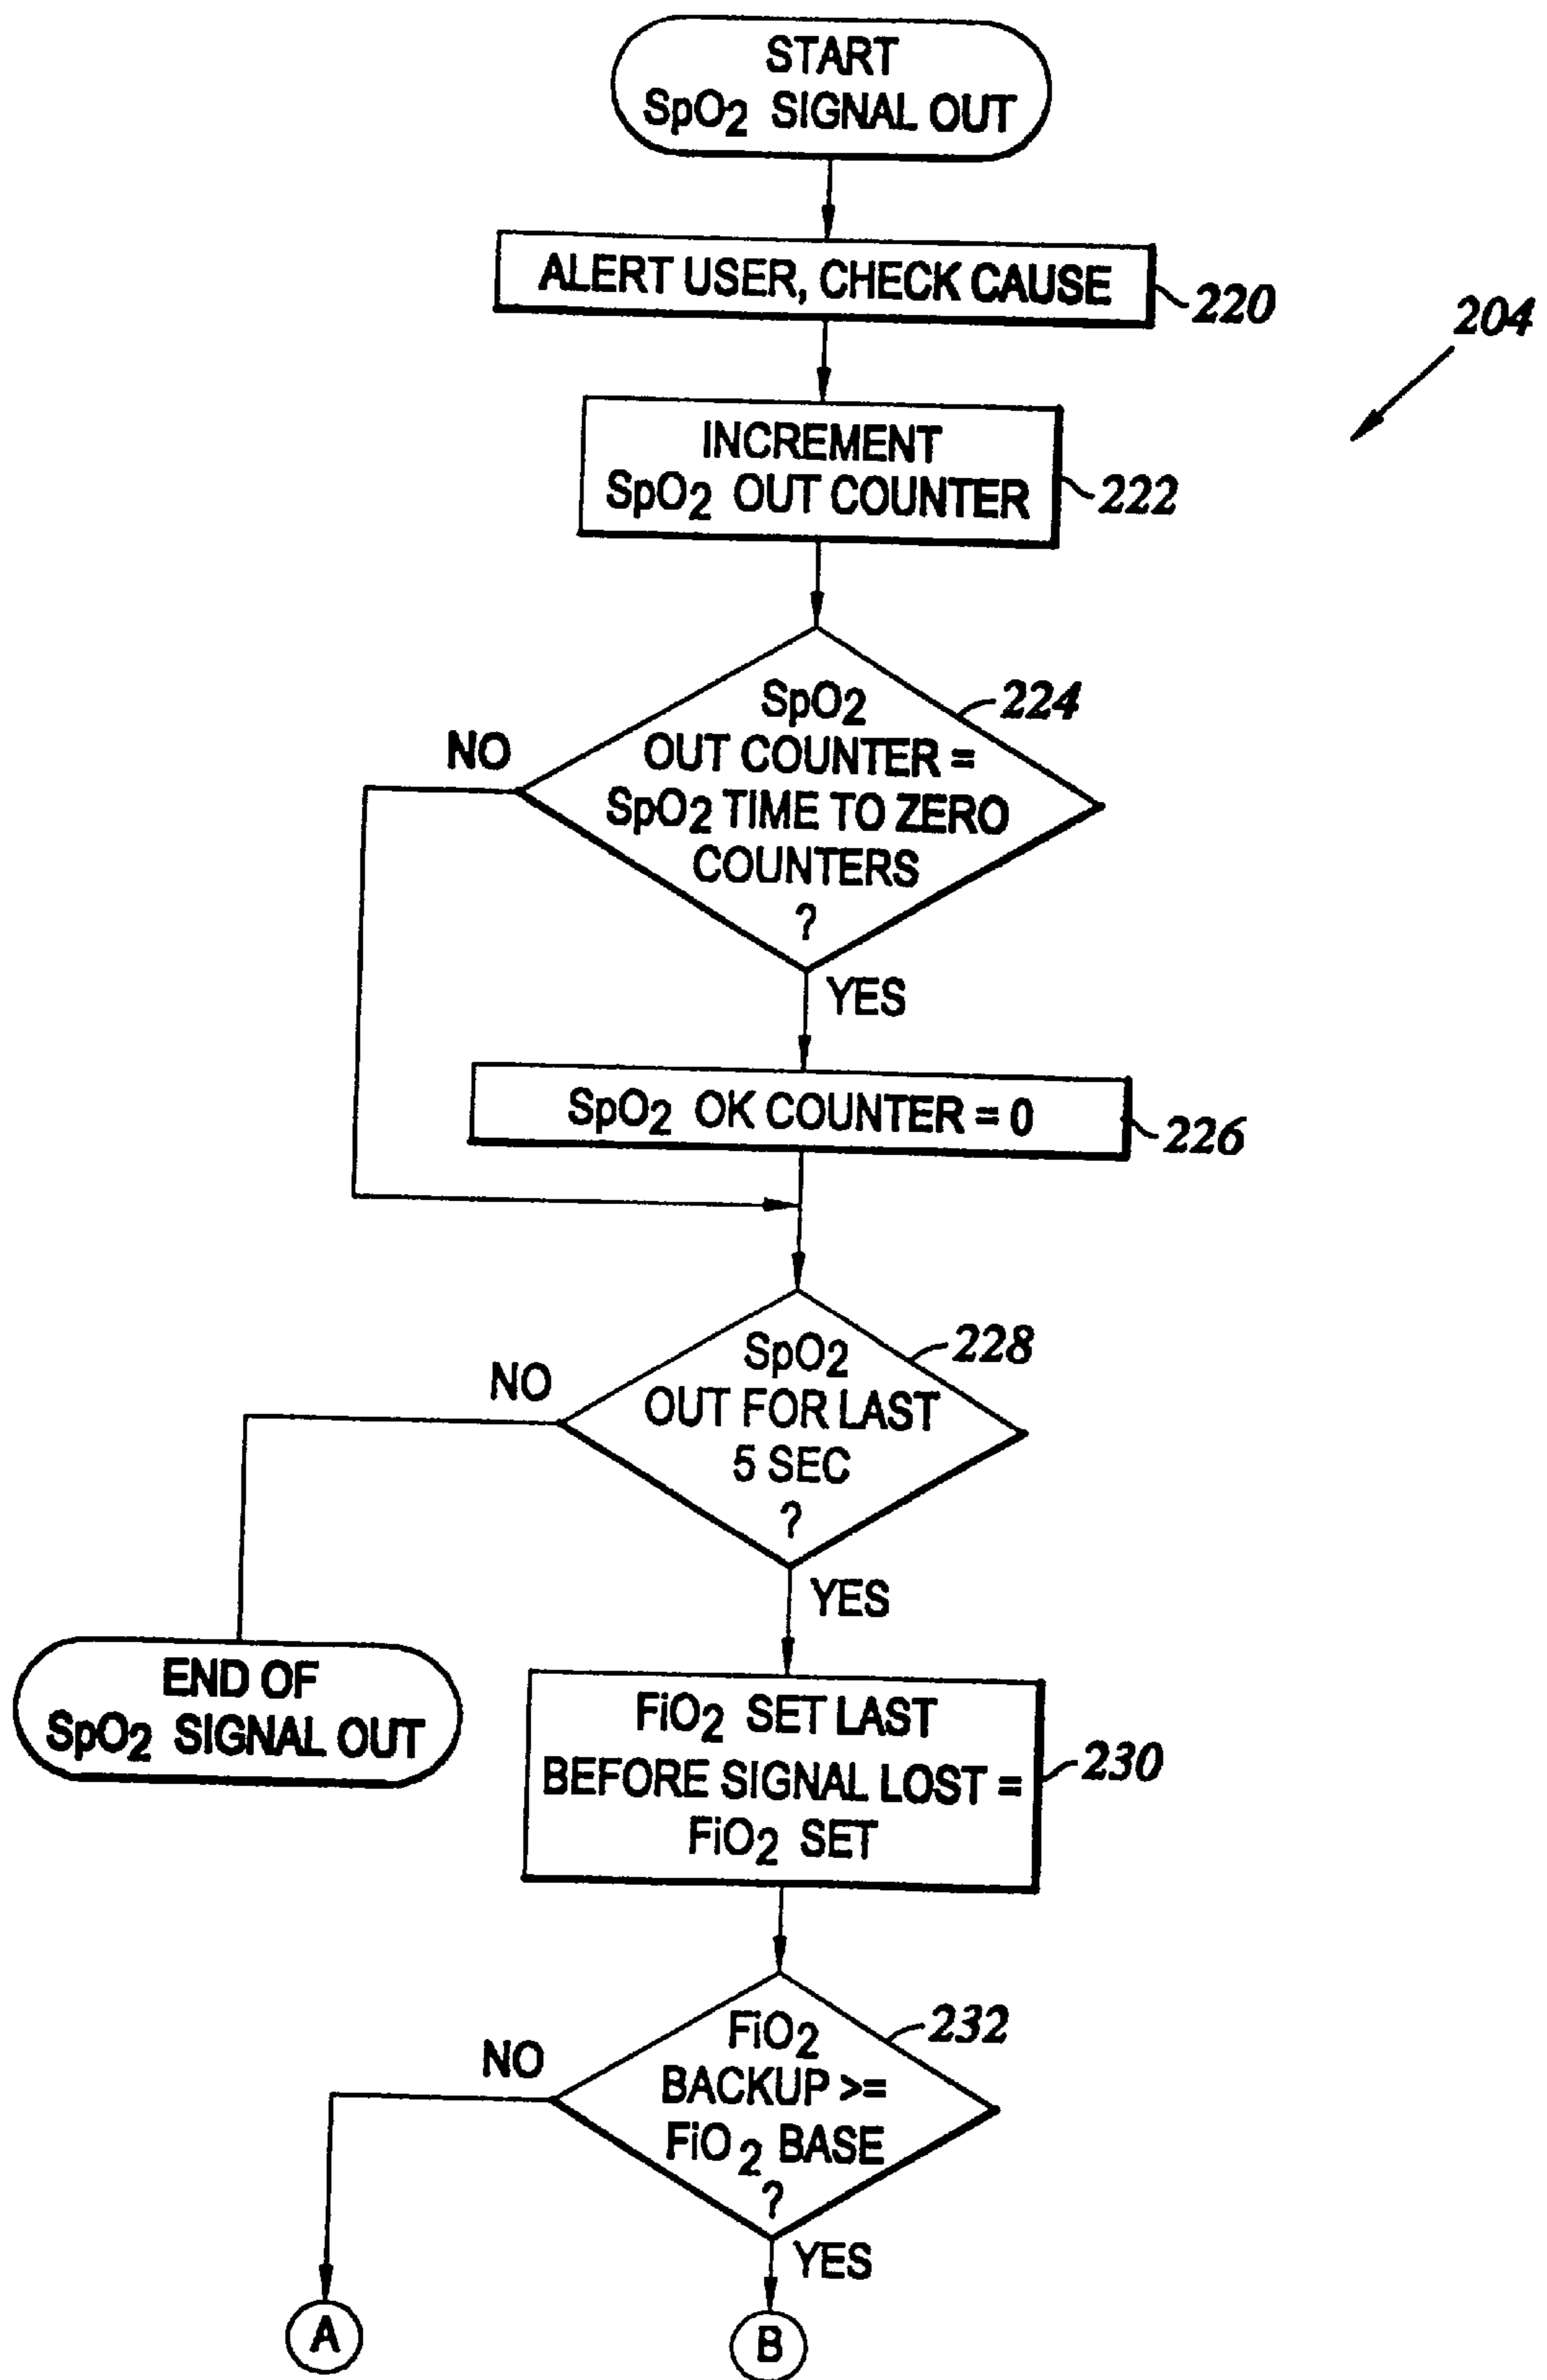 START
SpO2 SIGNAL OUT
ALERT USER, CHECK CAUSE
220
204
INCREMENT
SpO2 OUT COUNTER
222
224
SpO2
OUT COUNTER =
SpO2 TIME TO ZERO
COUNTERS
?
NO
YES
SpO2 OK COUNTER = 0
226
228
SpO2
OUT FOR LAST
5 SEC
?
NO
YES
END OF
SpO2 SIGNAL OUT
FiO2 SET LAST
BEFORE SIGNAL LOST =
FiO2 SET
230
232
FiO2
BACKUP >=
FiO2 BASE
?
NO
YES
A
B